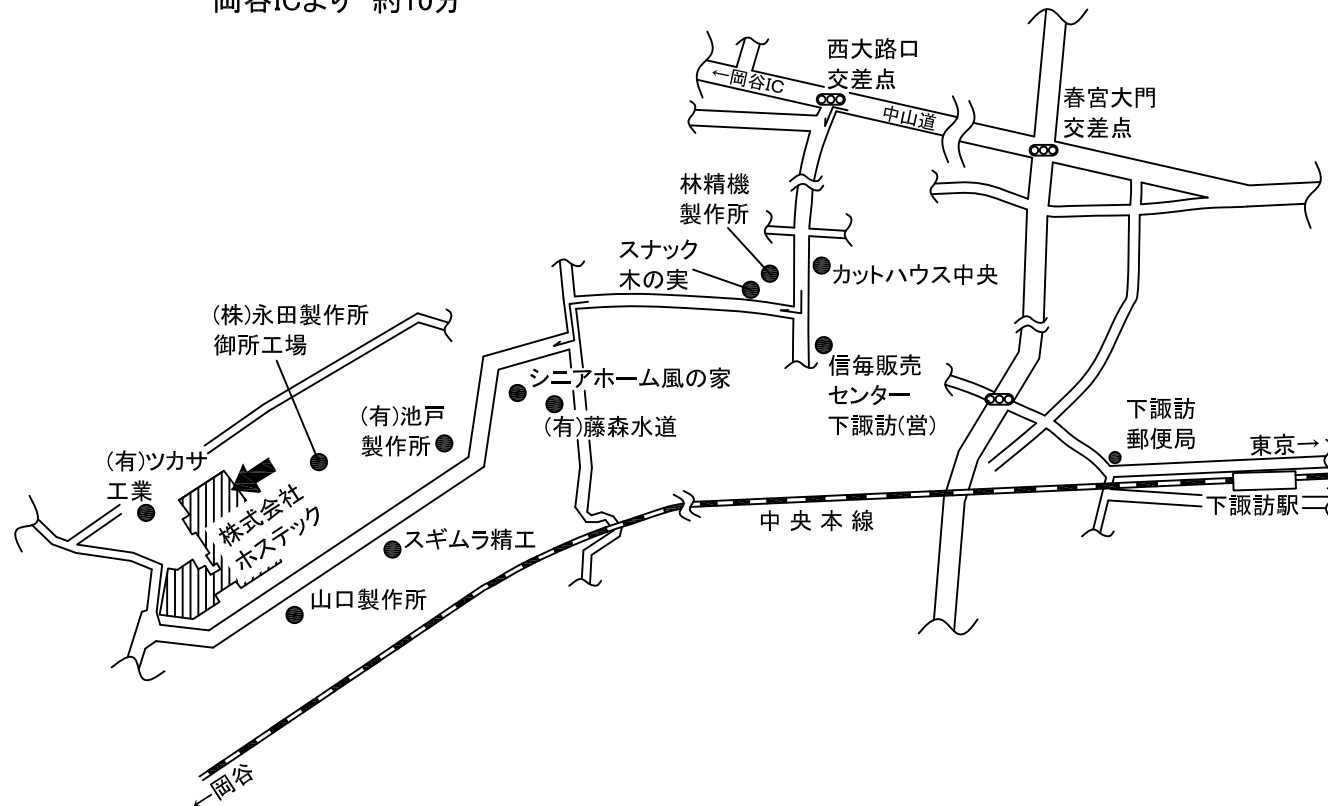 岡谷ICより 約10分
西大路口
交差点
←岡谷IC
中山道
春宮大門
交差点
林精機
製作所
スナック
木の実
カットハウス中央
(株)永田製作所
御所工場
シニアホーム風の家
(有)藤森水道
信毎販売
センター
下諏訪(営)
(有)池戸
製作所
下諏訪
郵便局
東京→
(有)ツカサ
工業
株式会社
ホステック
下諏訪駅
中央本線
スギムラ精工
山口製作所
←岡谷